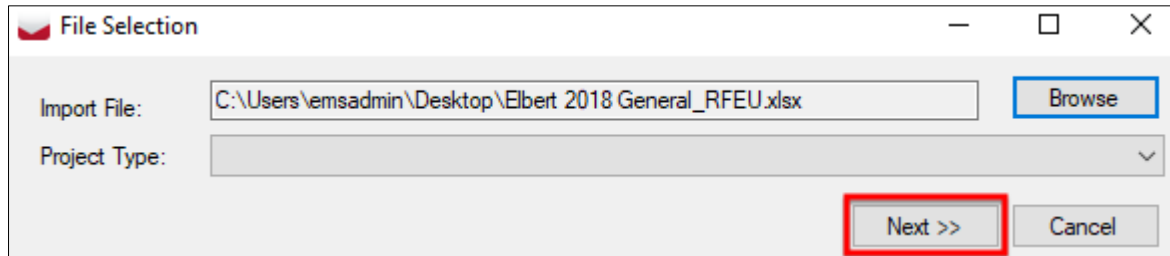 File Selection
Import File: C:\Users\emsadmin\Desktop\Elbert 2018 General_RFEU.xlsx Browse
Project Type:
Next >> Cancel